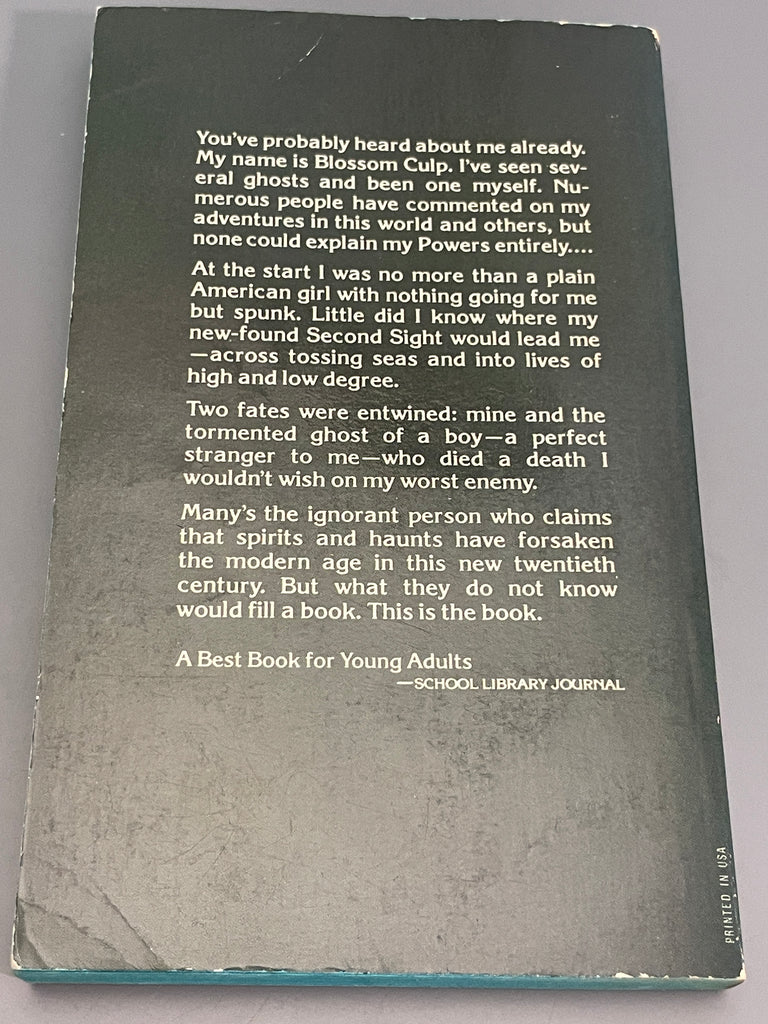 You've probably heard about me already.
My name is Blossom Culp. I've seen sev-
eral ghosts and been one myself. Nu-
merous people have commented on my
adventures in this world and others, but
none could explain my Powers entirely....
At the start I was no more than a plain
American girl with nothing going for me
but spunk. Little did I know where my
new-found Second Sight would lead me
—across tossing seas and into lives of
high and low degree.
Two fates were entwined: mine and the
tormented ghost of a boy—a perfect
stranger to me—who died a death I
wouldn't wish on my worst enemy.
Many's the ignorant person who claims
that spirits and haunts have forsaken
the modern age in this new twentieth
century. But what they do not know
would fill a book. This is the book.
A Best Book for Young Adults
—SCHOOL LIBRARY JOURNAL
PRINTED IN USA